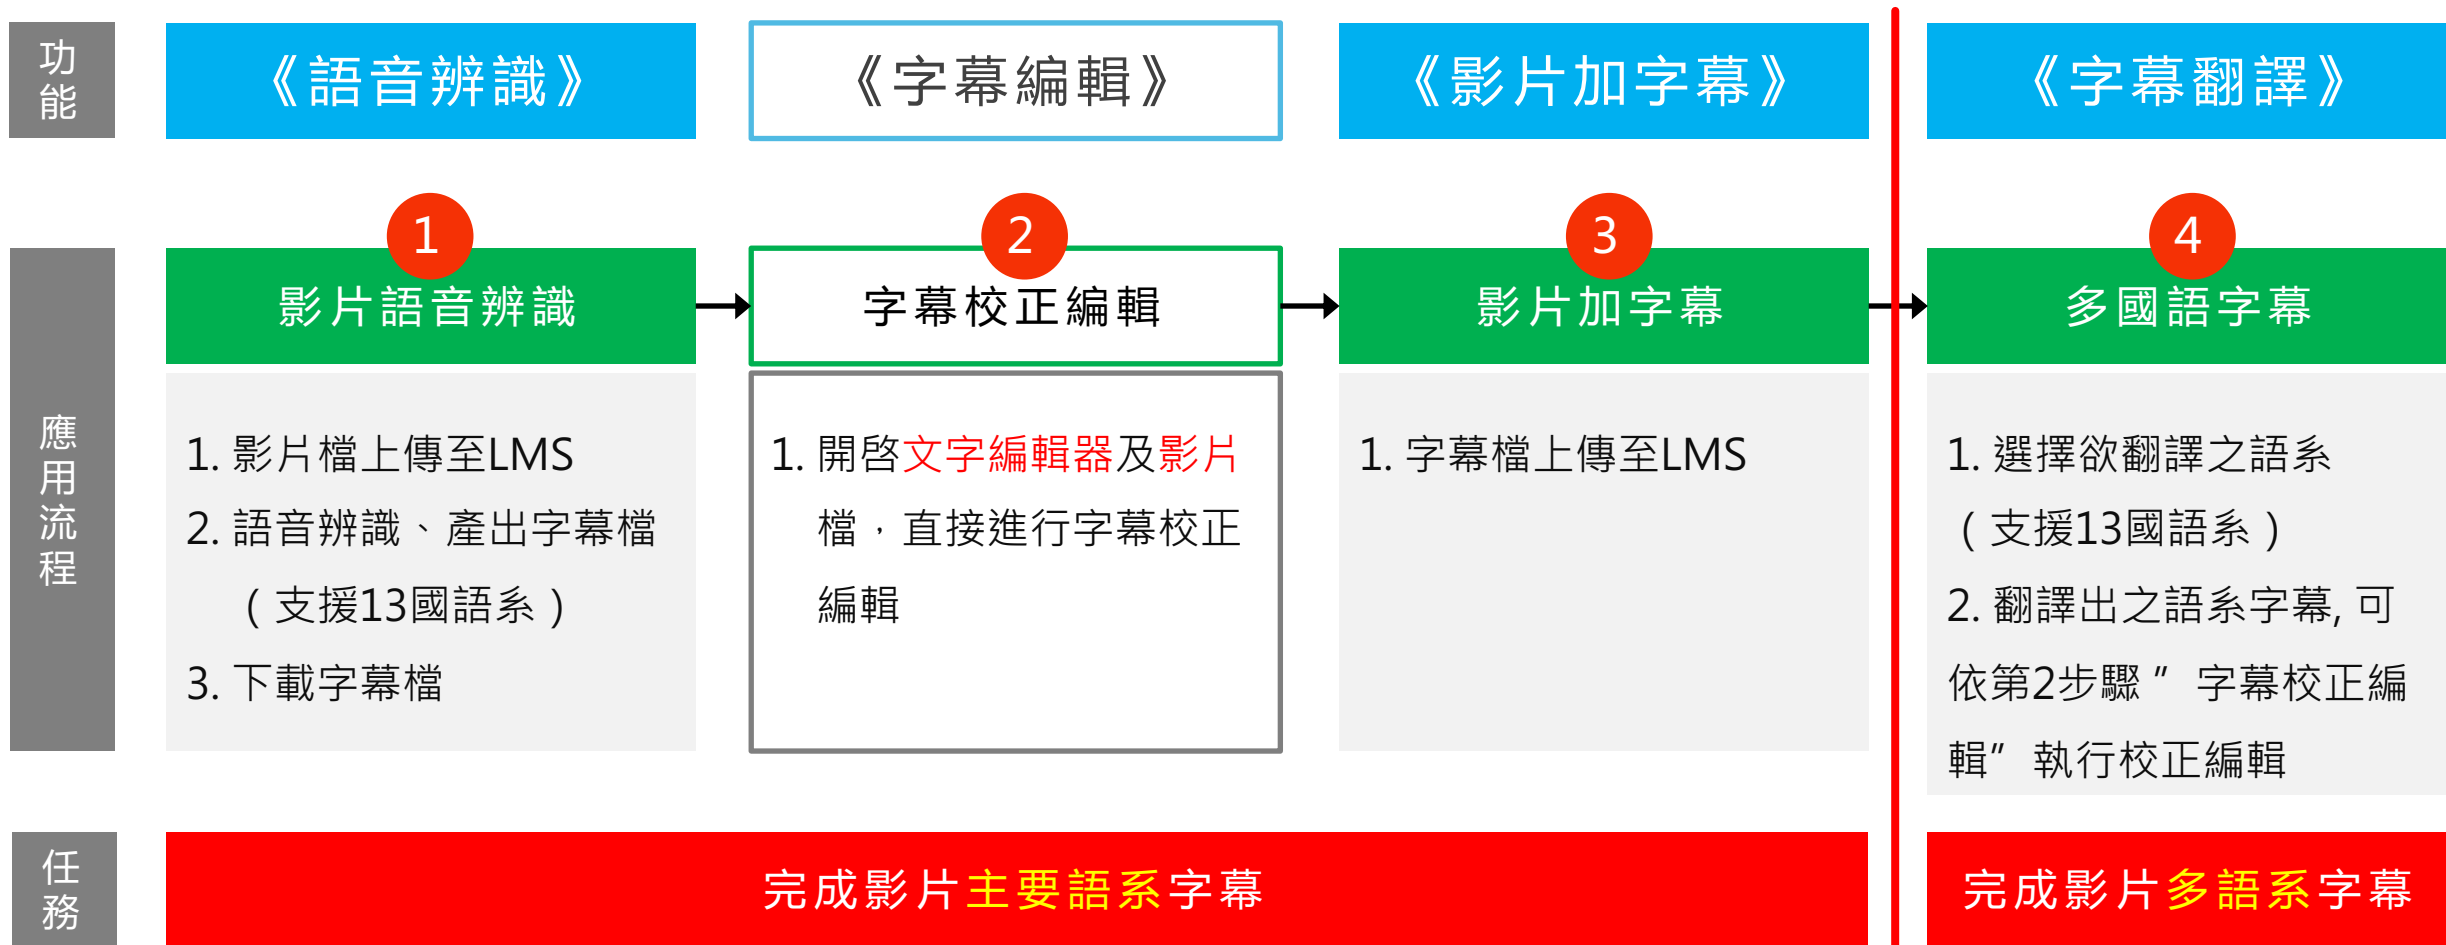 功能
《語音辨識》
《字幕編輯》
《影片加字幕》
《字幕翻譯》
應用流程
1
影片語音辨識
1. 影片檔上傳至LMS
2. 語音辨識、產出字幕檔
(支援13國語系)
3. 下載字幕檔
2
字幕校正編輯
1. 開啓文字編輯器及影片
檔，直接進行字幕校正
編輯
3
影片加字幕
1. 字幕檔上傳至LMS
4
多國語字幕
1. 選擇欲翻譯之語系
(支援13國語系)
2. 翻譯出之語系字幕, 可
依第2步驟＂字幕校正編
輯＂執行校正編輯
任務
完成影片主要語系字幕
完成影片多語系字幕